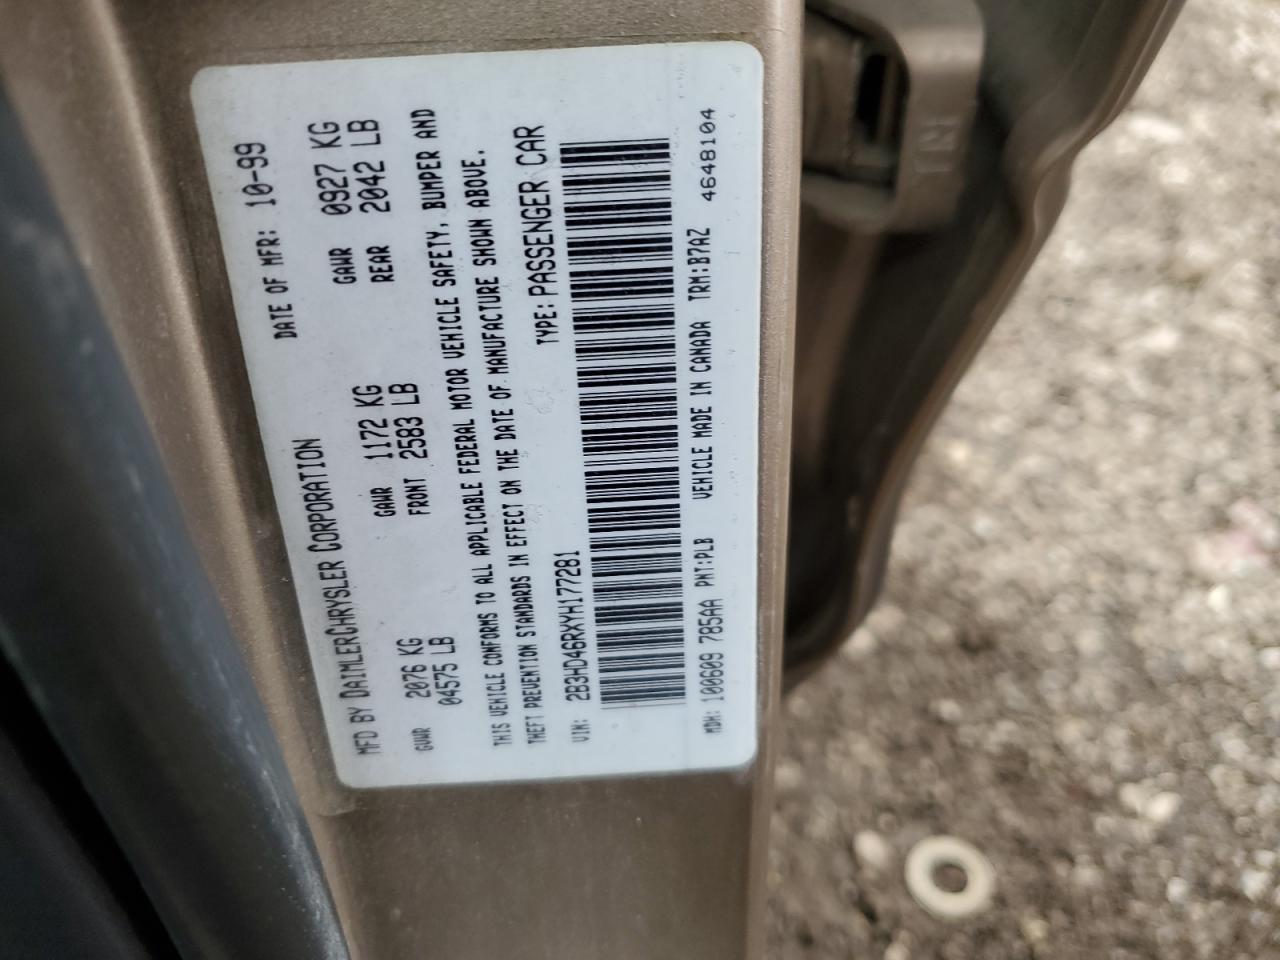 MFD BY DAIMLERCHRYSLER CORPORATION DATE OF MFR: 10-99
GVWR 2076 KG GAWR 1172 KG GAWR 0927 KG
04575 LB FRONT 2583 LB REAR 2042 LB
THIS VEHICLE CONFORMS TO ALL APPLICABLE FEDERAL MOTOR VEHICLE SAFETY, BUMPER AND
THEFT PREVENTION STANDARDS IN EFFECT ON THE DATE OF MANUFACTURE SHOWN ABOVE.
VIN: 2B3HD46RXYH177281 TYPE: PASSENGER CAR
MDH: 100609 785AA PNT:PLB VEHICLE MADE IN CANADA TRM:B7AZ 4648104